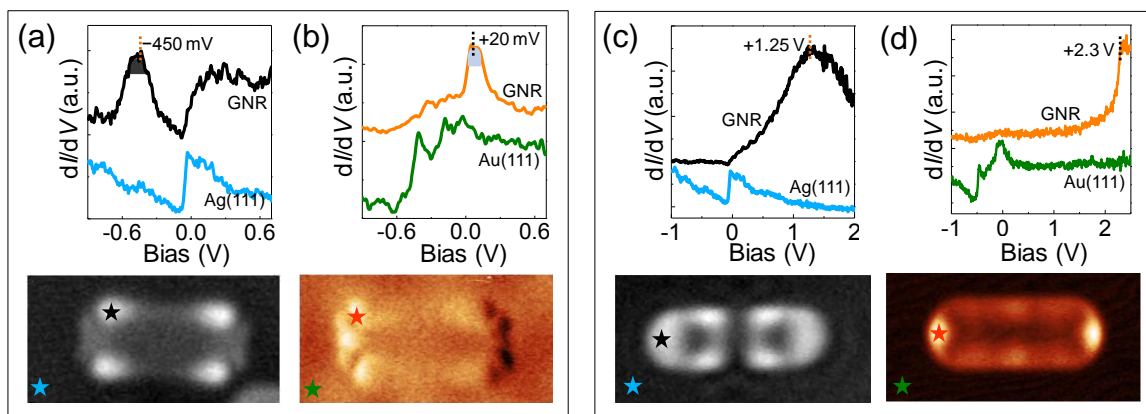 (a)
−450 mV
GNR
Ag(111)
dI/dV (a.u.)
-0.6 0.0 0.6
Bias (V)
(b)
+20 mV
GNR
Au(111)
dI/dV (a.u.)
-0.6 0.0 0.6
Bias (V)
(c)
+1.25 V
GNR
Ag(111)
dI/dV (a.u.)
-1 0 1 2
Bias (V)
(d)
+2.3 V
GNR
Au(111)
dI/dV (a.u.)
-1 0 1 2
Bias (V)